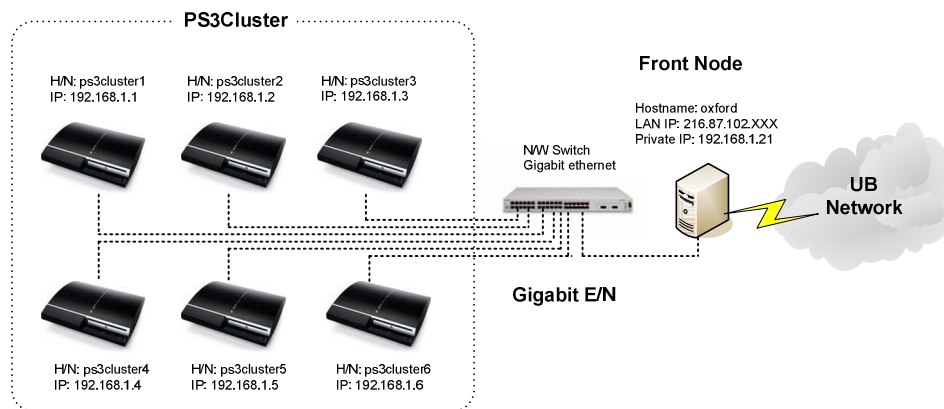 PS3Cluster
H/N: ps3cluster1
IP: 192.168.1.1
H/N: ps3cluster2
IP: 192.168.1.2
H/N: ps3cluster3
IP: 192.168.1.3
Front Node
Hostname: oxford
LAN IP: 216.87.102.XXX
Private IP: 192.168.1.21
N/W Switch
Gigabit ethernet
UB
Network
Gigabit E/N
H/N: ps3cluster4
IP: 192.168.1.4
H/N: ps3cluster5
IP: 192.168.1.5
H/N: ps3cluster6
IP: 192.168.1.6